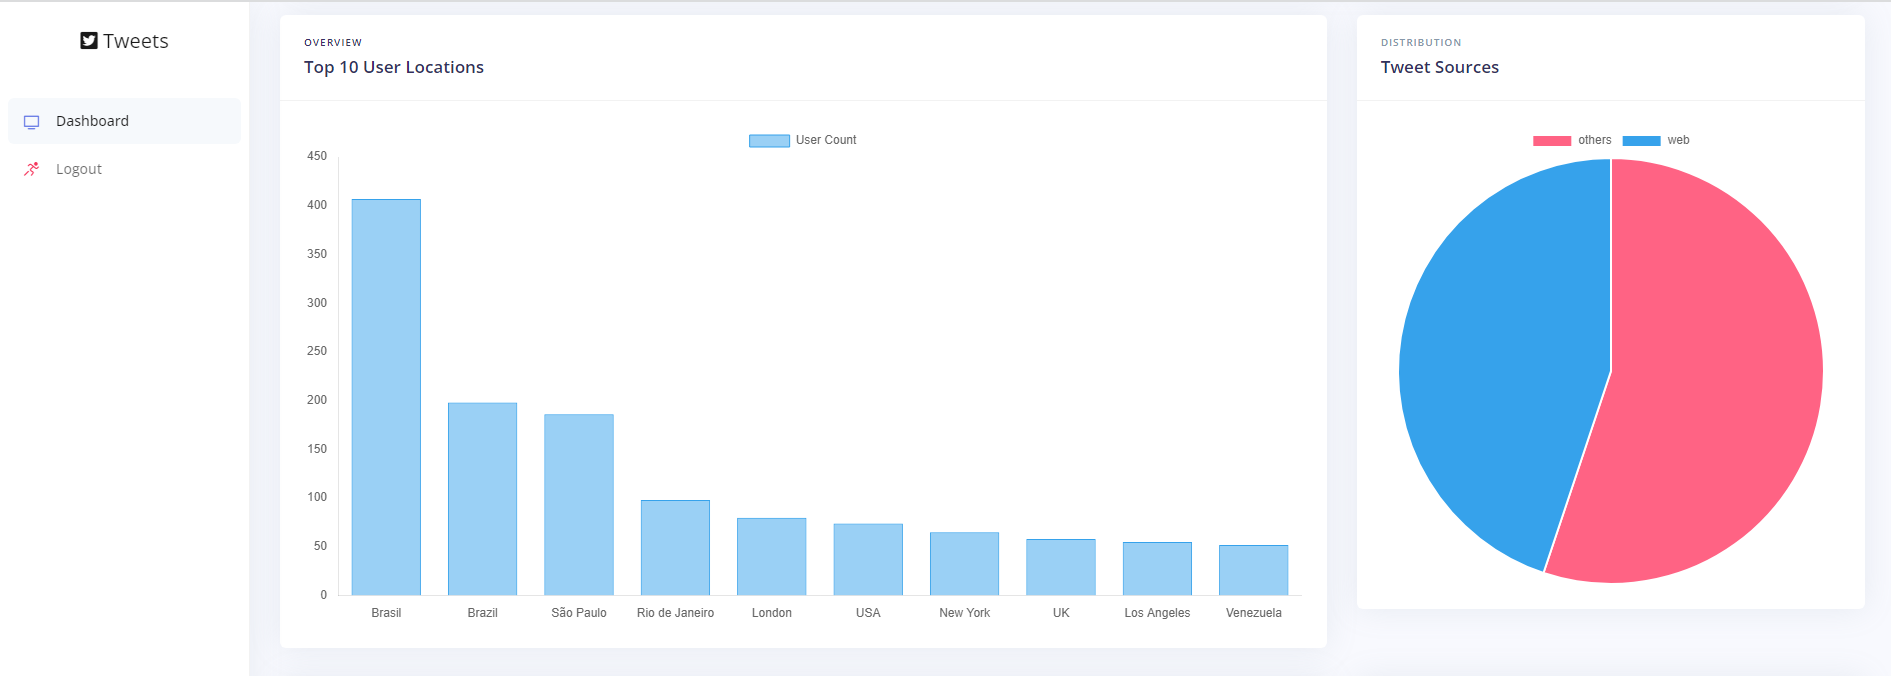 Tweets
Dashboard
Logout
OVERVIEW
Top 10 User Locations
User Count
450
400
350
300
250
200
150
100
50
0
Brasil Brazil São Paulo Rio de Janeiro London USA New York UK Los Angeles Venezuela
DISTRIBUTION
Tweet Sources
others web